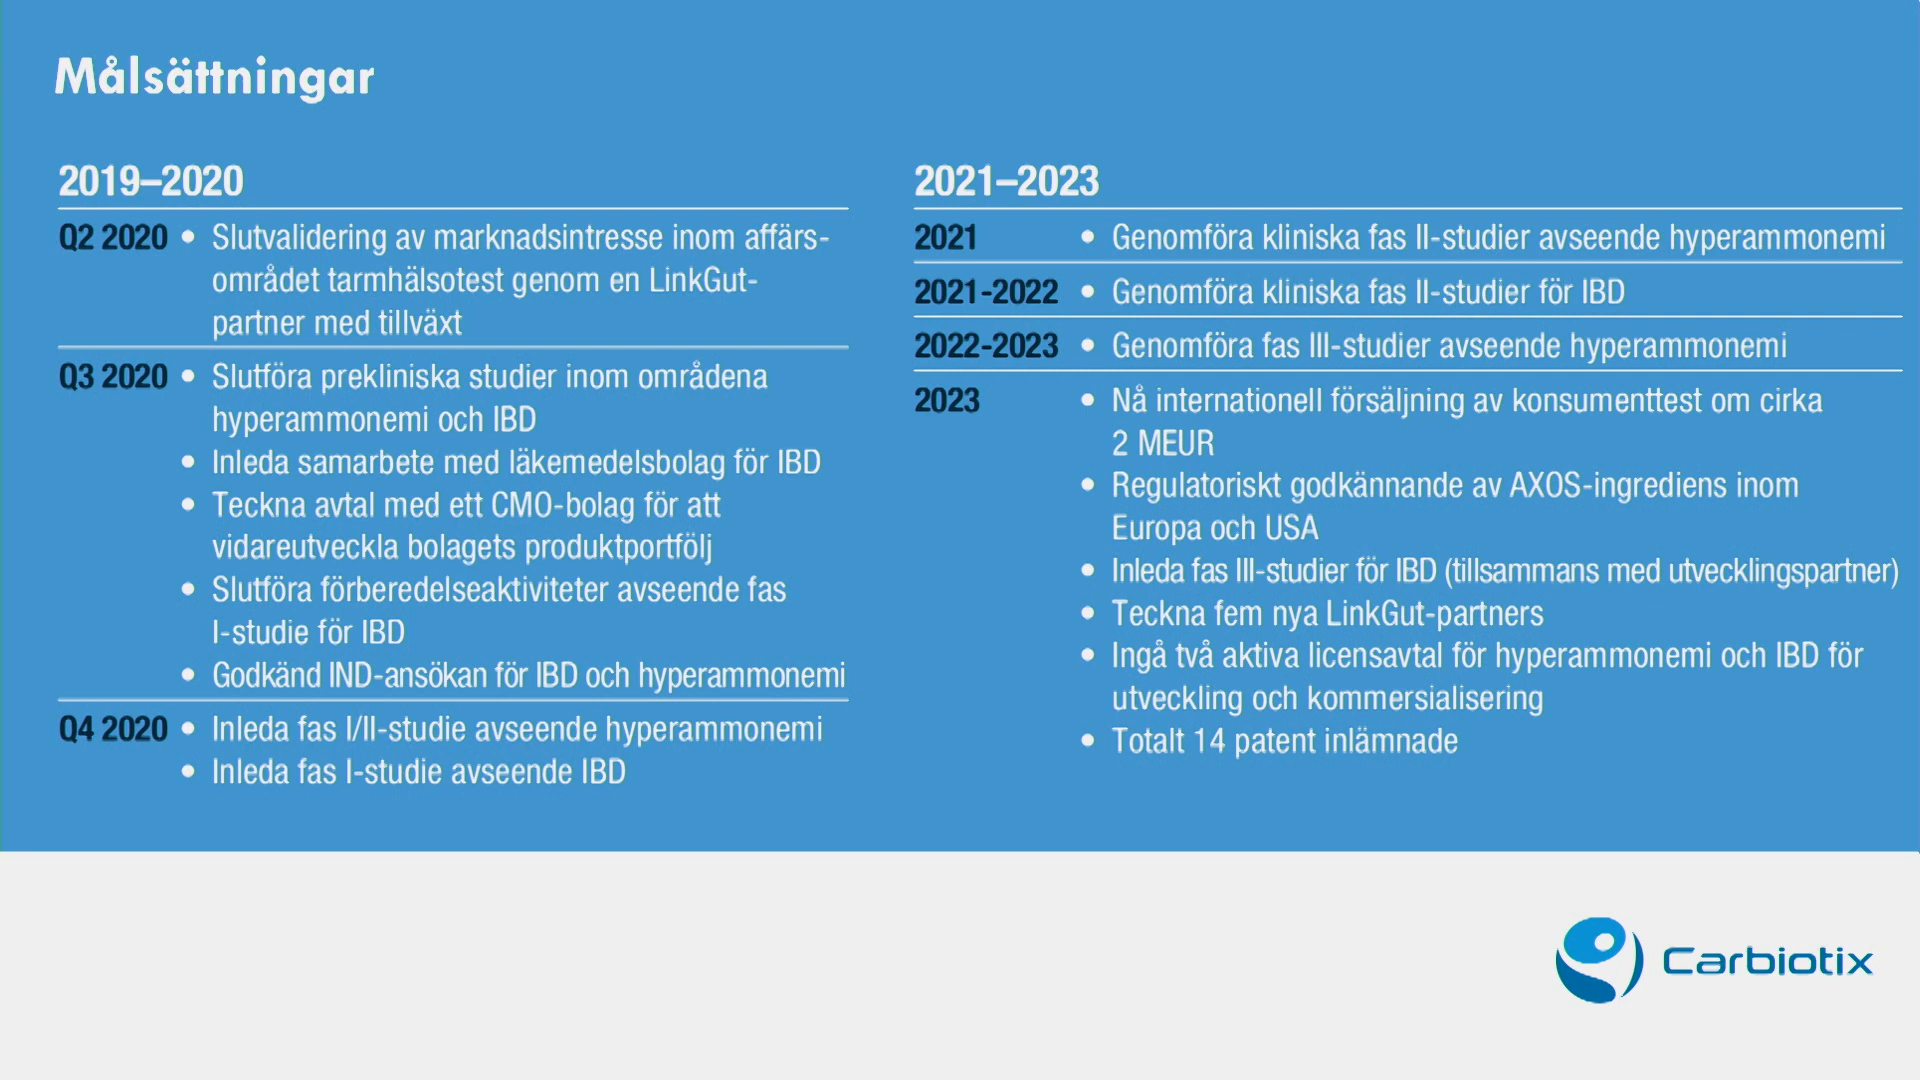 Målsättningar
2019–2020
Q2 2020 • Slutvalidering av marknadsintresse inom affärs-
området tarmhälsotest genom en LinkGut-
partner med tillväxt
Q3 2020 • Slutföra prekliniska studier inom områdena
hyperammonemi och IBD
• Inleda samarbete med läkemedelsbolag för IBD
• Teckna avtal med ett CMO-bolag för att
vidareutveckla bolagets produktportfölj
• Slutföra förberedelseaktiviteter avseende fas
I-studie för IBD
• Godkänd IND-ansökan för IBD och hyperammonemi
Q4 2020 • Inleda fas I/II-studie avseende hyperammonemi
• Inleda fas I-studie avseende IBD
2021–2023
2021 • Genomföra kliniska fas II-studier avseende hyperammonemi
2021-2022 • Genomföra kliniska fas II-studier för IBD
2022-2023 • Genomföra fas III-studier avseende hyperammonemi
2023 • Nå internationell försäljning av konsumenttest om cirka
2 MEUR
• Regulatoriskt godkännande av AXOS-ingrediens inom
Europa och USA
• Inleda fas III-studier för IBD (tillsammans med utvecklingspartner)
• Teckna fem nya LinkGut-partners
• Ingå två aktiva licensavtal för hyperammonemi och IBD för
utveckling och kommersialisering
• Totalt 14 patent inlämnade
Carbiotix